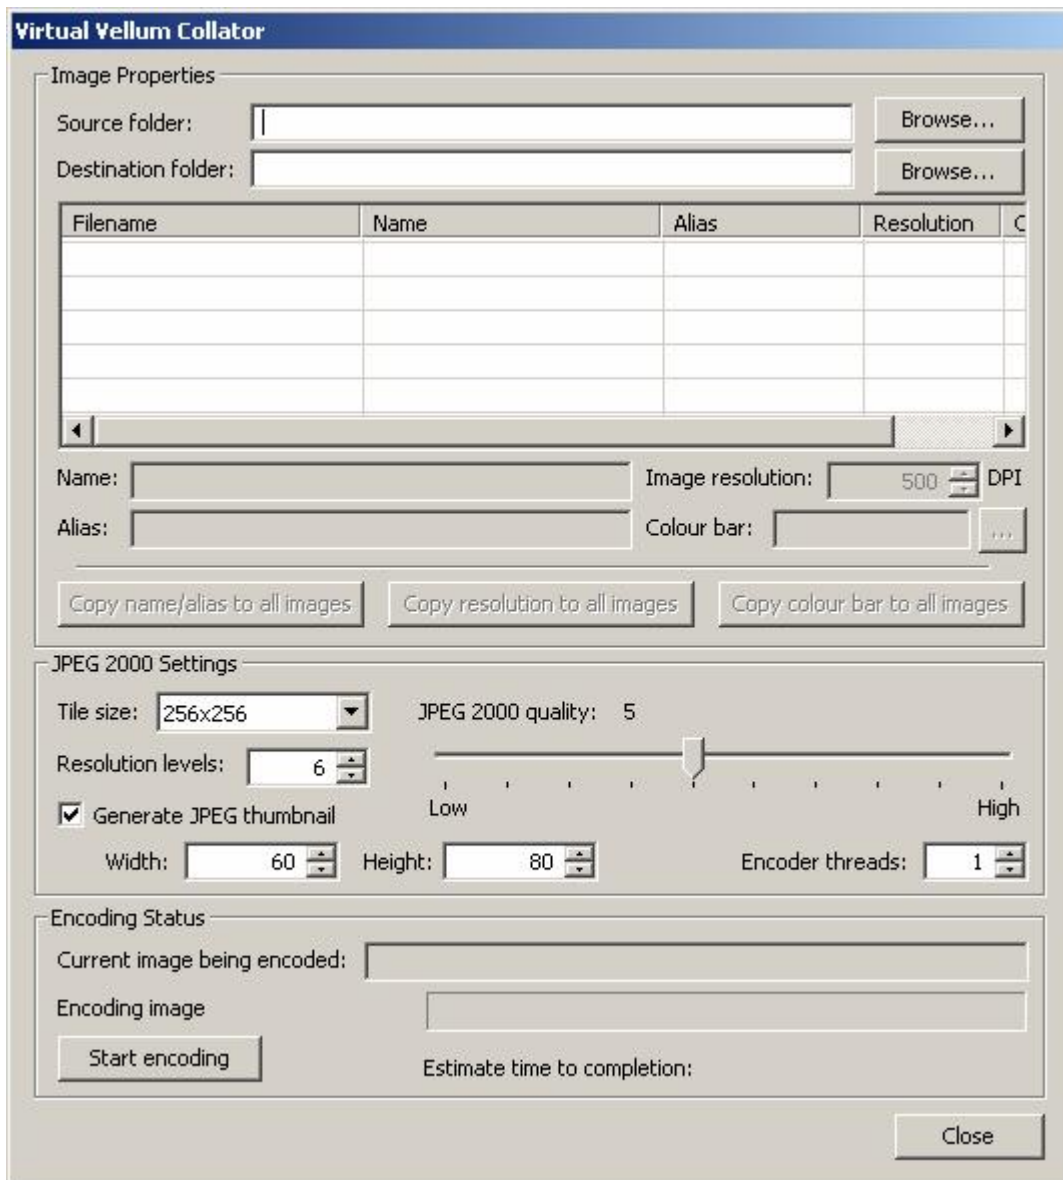 Virtual Vellum Collator
Image Properties
Source folder: Browse...
Destination folder: Browse...
Filename Name Alias Resolution C
Name: Image resolution: 500 DPI
Alias: Colour bar: ...
Copy name/alias to all images Copy resolution to all images Copy colour bar to all images
JPEG 2000 Settings
Tile size: 256x256 JPEG 2000 quality: 5
Resolution levels: 6
Low High
Generate JPEG thumbnail
Width: 60 Height: 80 Encoder threads: 1
Encoding Status
Current image being encoded:
Encoding image
Start encoding Estimate time to completion:
Close